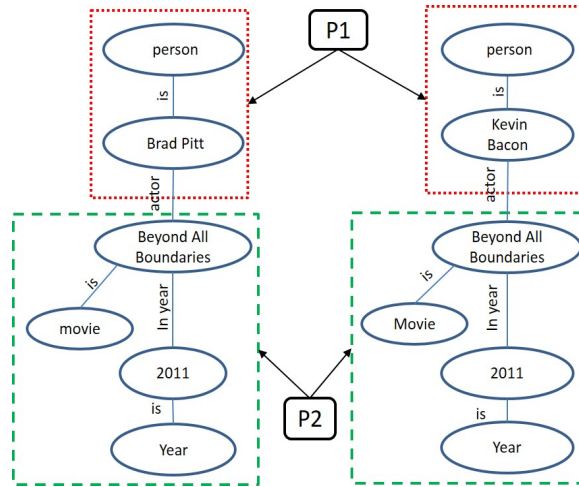 person
is
Brad Pitt
actor
Beyond All
Boundaries
is
movie
In year
2011
is
Year
P1
P2
person
is
Kevin
Bacon
actor
Beyond All
Boundaries
is
Movie
In year
2011
is
Year